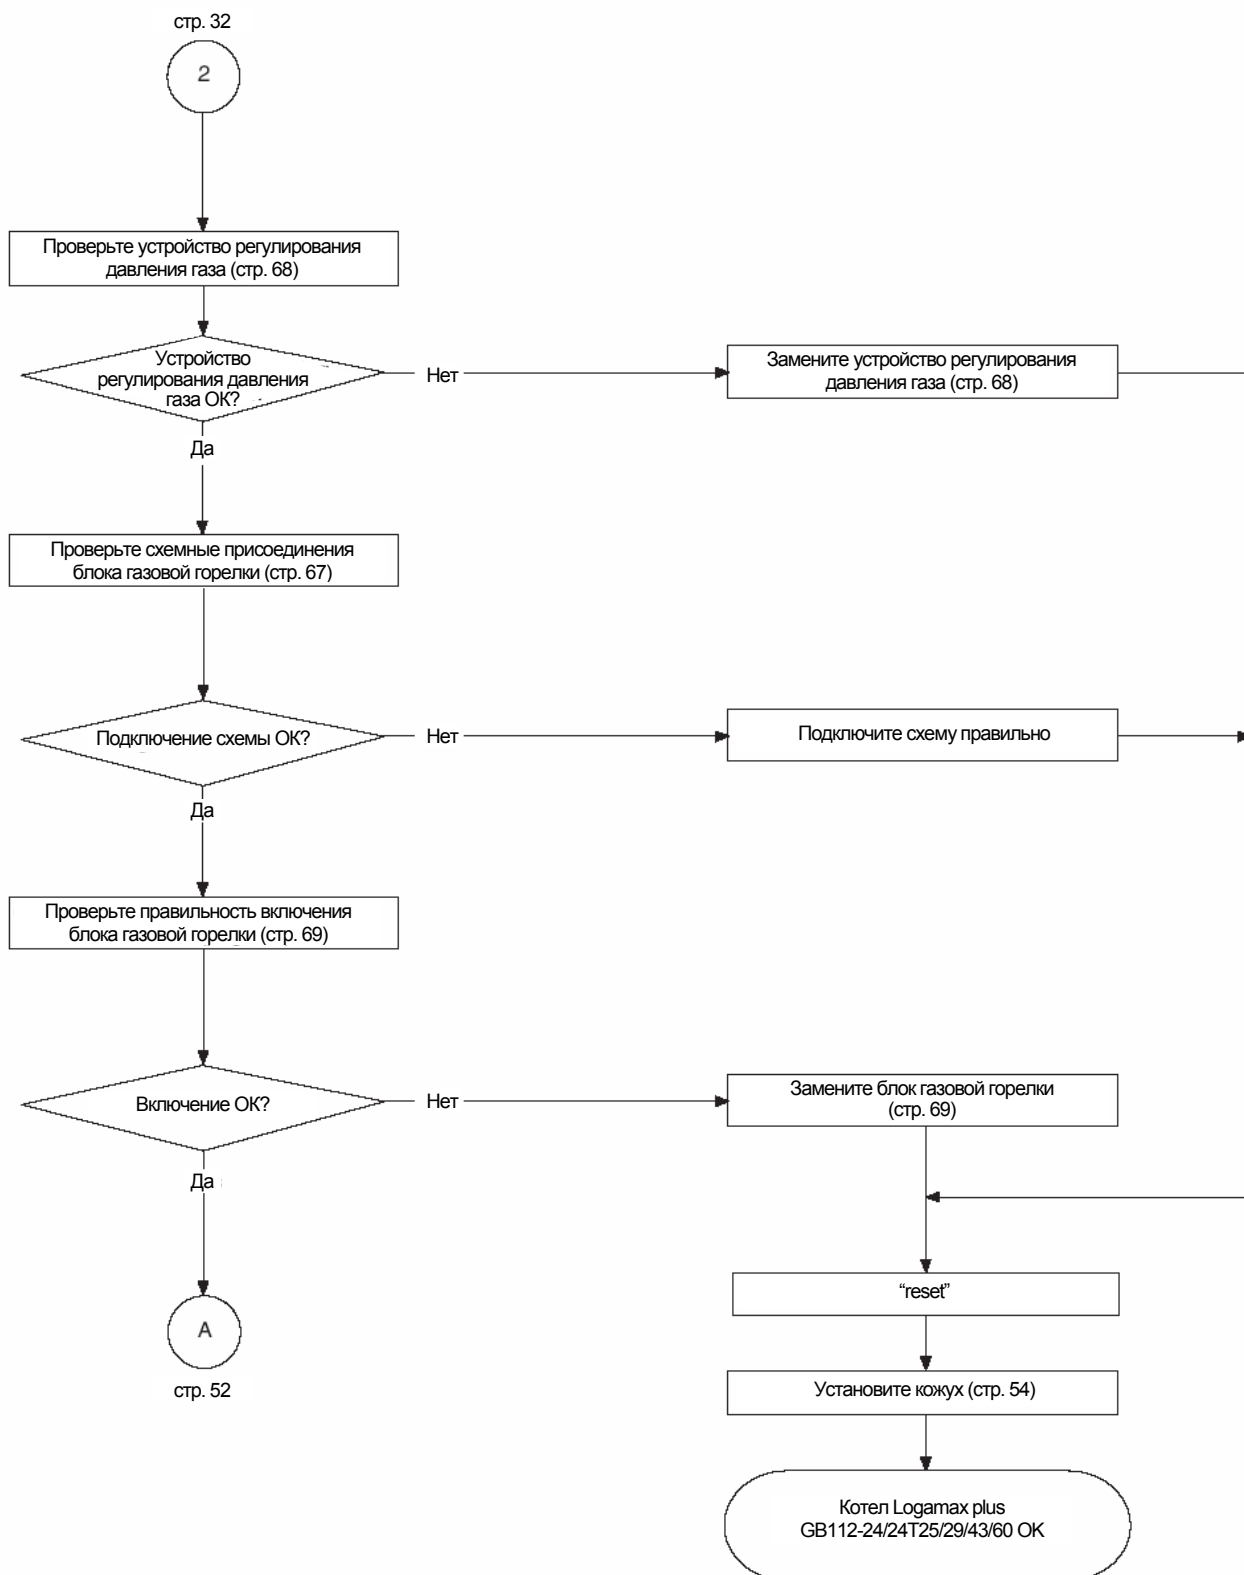 стр. 32
2
Проверьте устройство регулирования
давления газа (стр. 68)
Устройство
регулирования давления
газа ОК?
Нет
Замените устройство регулирования
давления газа (стр. 68)
Да
Проверьте схемные присоединения
блока газовой горелки (стр. 67)
Подключение схемы ОК?
Нет
Подключите схему правильно
Да
Проверьте правильность включения
блока газовой горелки (стр. 69)
Включение ОК?
Нет
Замените блок газовой горелки
(стр. 69)
Да
“reset”
A
стр. 52
Установите кожух (стр. 54)
Котел Logamax plus
GB112-24/24T25/29/43/60 OK